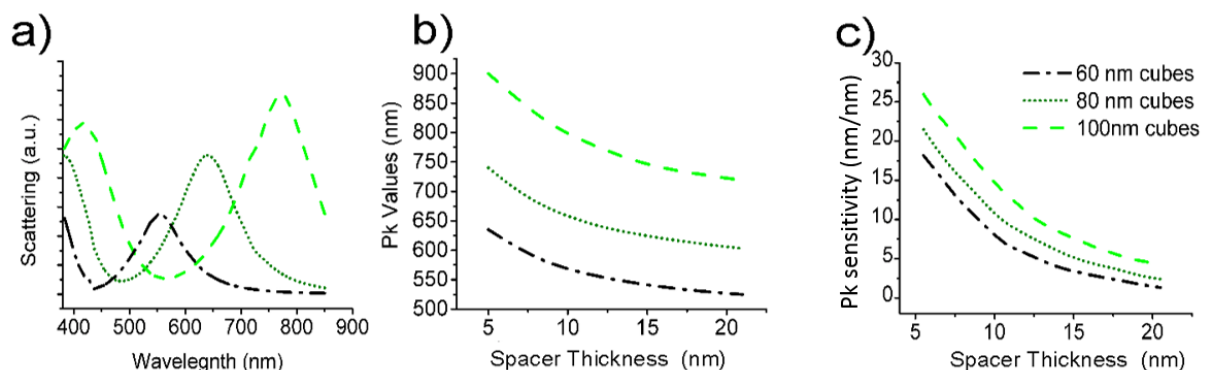 a)
Scattering (a.u.)
400 500 600 700 800 900
Wavelegnth (nm)
b)
Pk Values (nm)
900
850
800
750
700
650
600
550
500
5 10 15 20
Spacer Thickness (nm)
c)
Pk sensitivity (nm/nm)
30
25
20
15
10
5
0
5 10 15 20
Spacer Thickness (nm)
60 nm cubes
80 nm cubes
100nm cubes